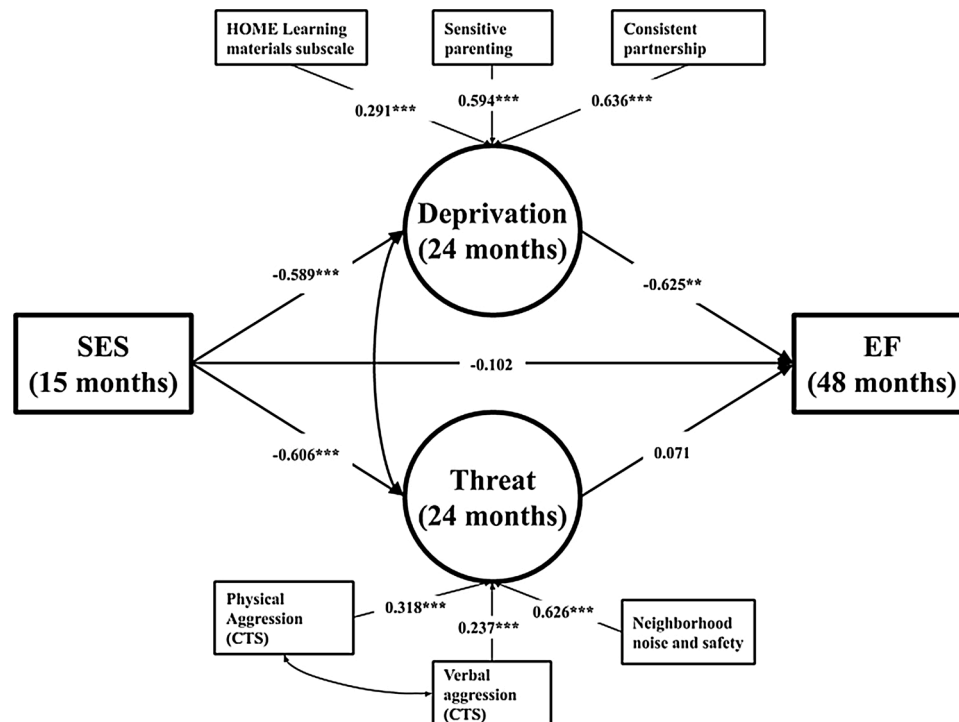 HOME Learning
materials subscale
Sensitive
parenting
Consistent
partnership
0.291***
0.594***
0.636***
Deprivation
(24 months)
-0.589***
-0.625**
SES
(15 months)
-0.102
EF
(48 months)
-0.606***
0.071
Threat
(24 months)
Physical
Aggression
(CTS)
0.318***
0.237***
0.626***
Neighborhood
noise and safety
Verbal
aggression
(CTS)